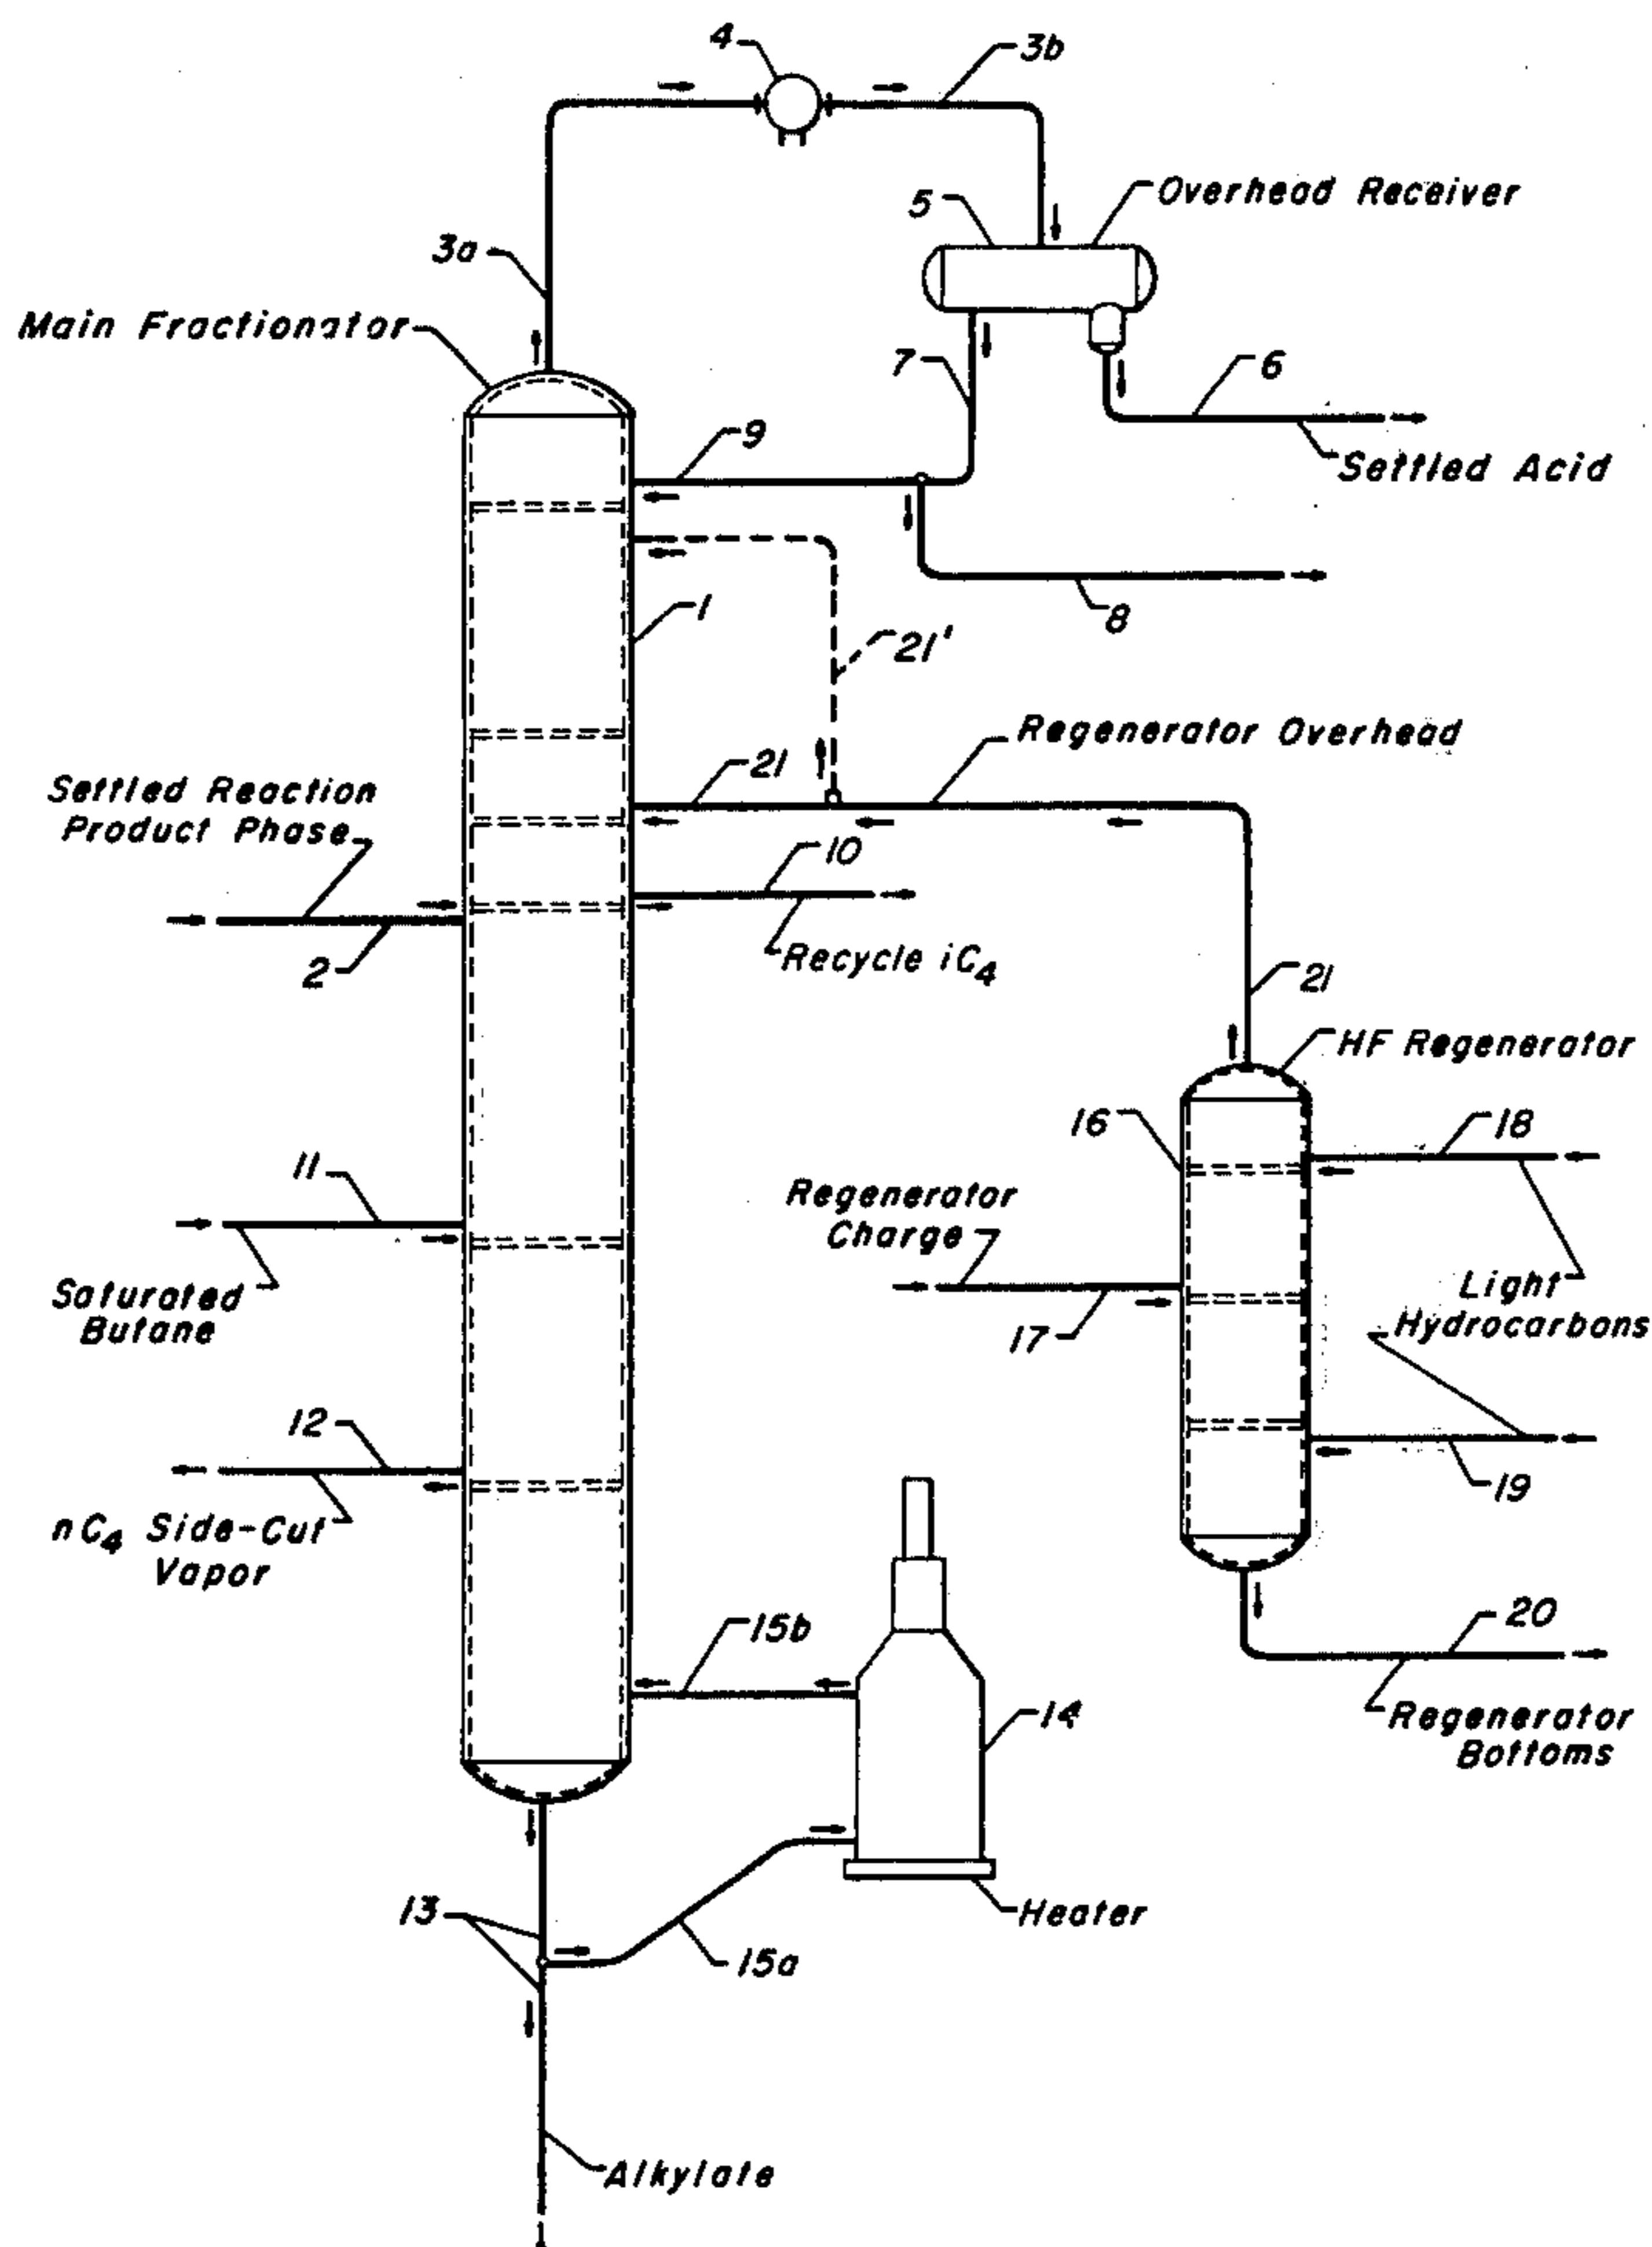 4
3b
5
Overhead Receiver
3a
Main Fractionator
7
6
9
Settled Acid
1
8
21'
Regenerator Overhead
21
Settled Reaction
Product Phase
10
2
Recycle iC4
21
HF Regenerator
16
18
11
Regenerator
Charge
Saturated
Butane
Light
Hydrocarbons
17
12
19
nC4 Side-Cut
Vapor
15b
20
14
Regenerator
Bottoms
13
Heater
15a
Alkylate